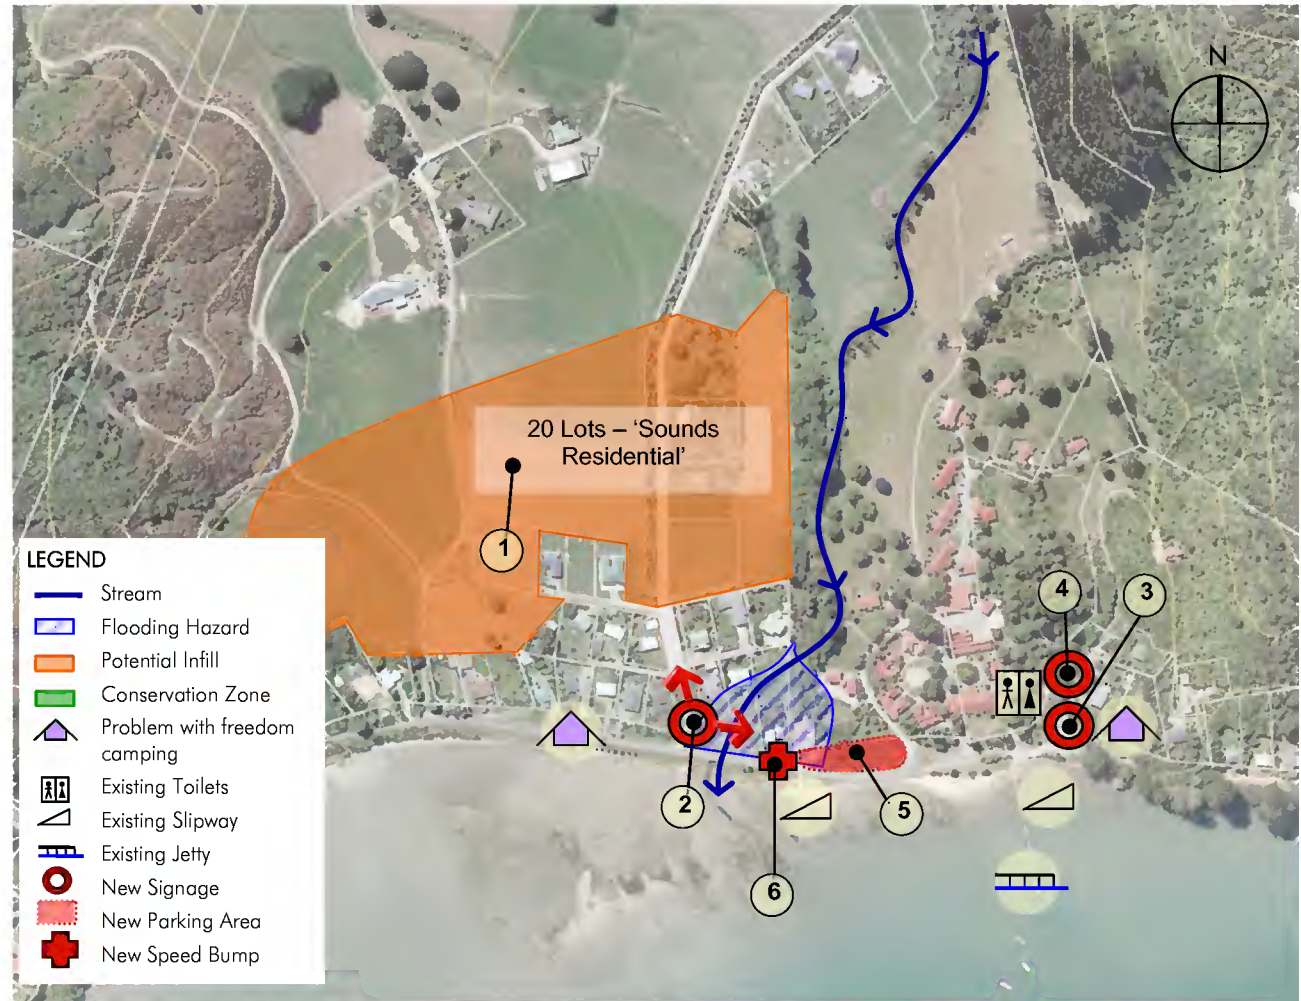 N
20 Lots – 'Sounds
Residential'
1
4
3
2
5
6
LEGEND
Stream
Flooding Hazard
Potential Infill
Conservation Zone
Problem with freedom
camping
Existing Toilets
Existing Slipway
Existing Jetty
New Signage
New Parking Area
New Speed Bump